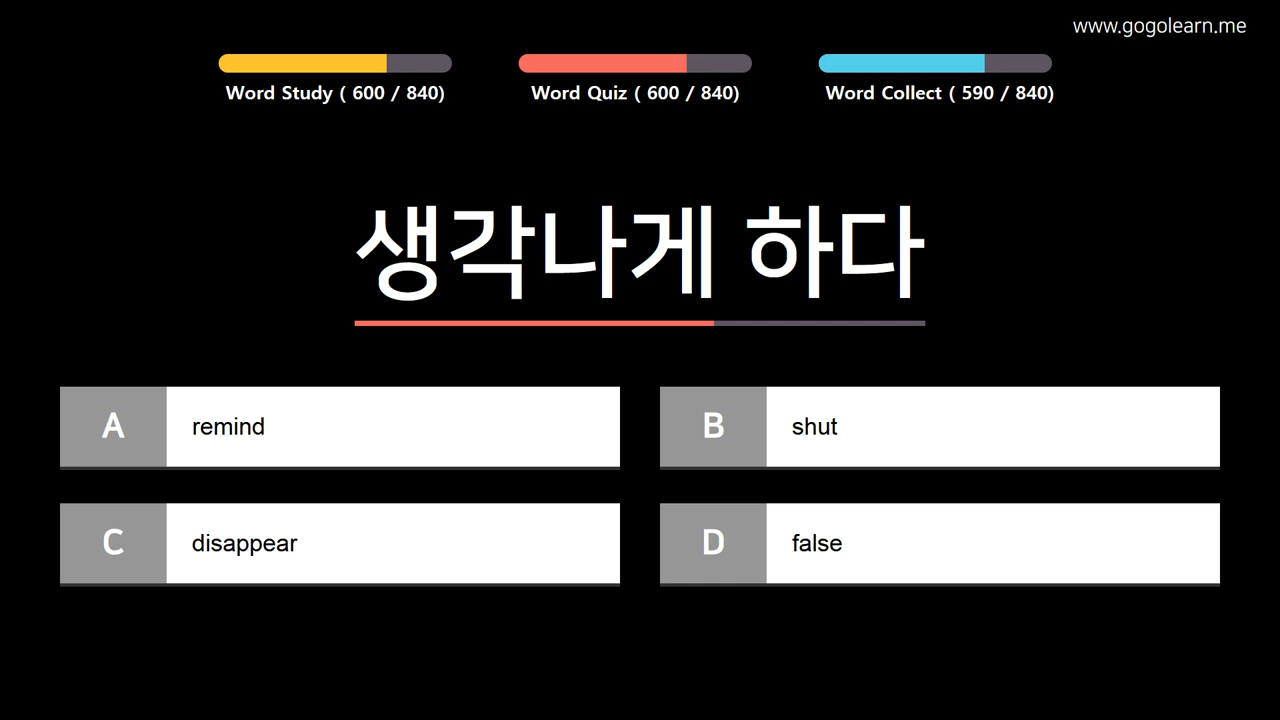 www.gogolearn.me
Word Study ( 600 / 840)
Word Quiz ( 600 / 840)
Word Collect ( 590 / 840)
생각나게 하다
A remind
B shut
C disappear
D false